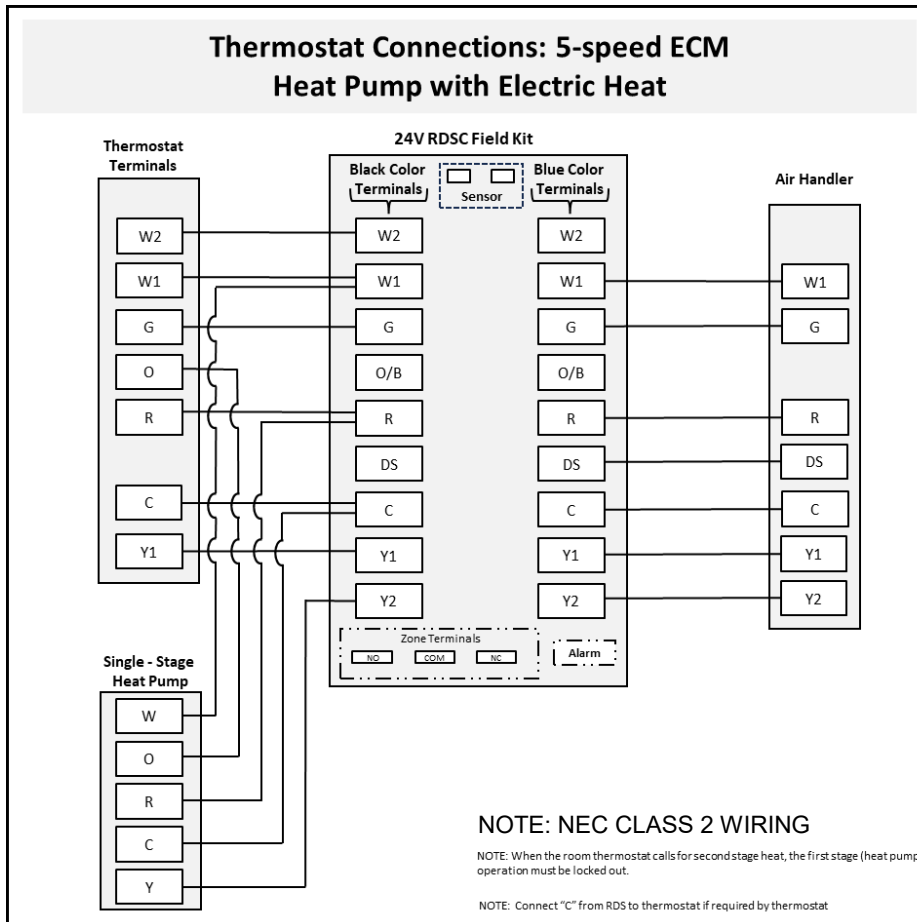 Thermostat Connections: 5-speed ECM
Heat Pump with Electric Heat
Thermostat
Terminals
W2
W1
G
O
R
C
Y1
Single - Stage
Heat Pump
W
O
R
C
Y
24V RDSC Field Kit
Black Color
Terminals
Sensor
Blue Color
Terminals
W2
W1
G
O/B
R
DS
C
Y1
Y2
W2
W1
G
O/B
R
DS
C
Y1
Y2
Zone Terminals
NO
COM
NC
Alarm
Air Handler
W1
G
R
DS
C
Y1
Y2
NOTE: NEC CLASS 2 WIRING
NOTE: When the room thermostat calls for second stage heat, the first stage (heat pump
operation must be locked out.
NOTE: Connect “C” from RDS to thermostat if required by thermostat